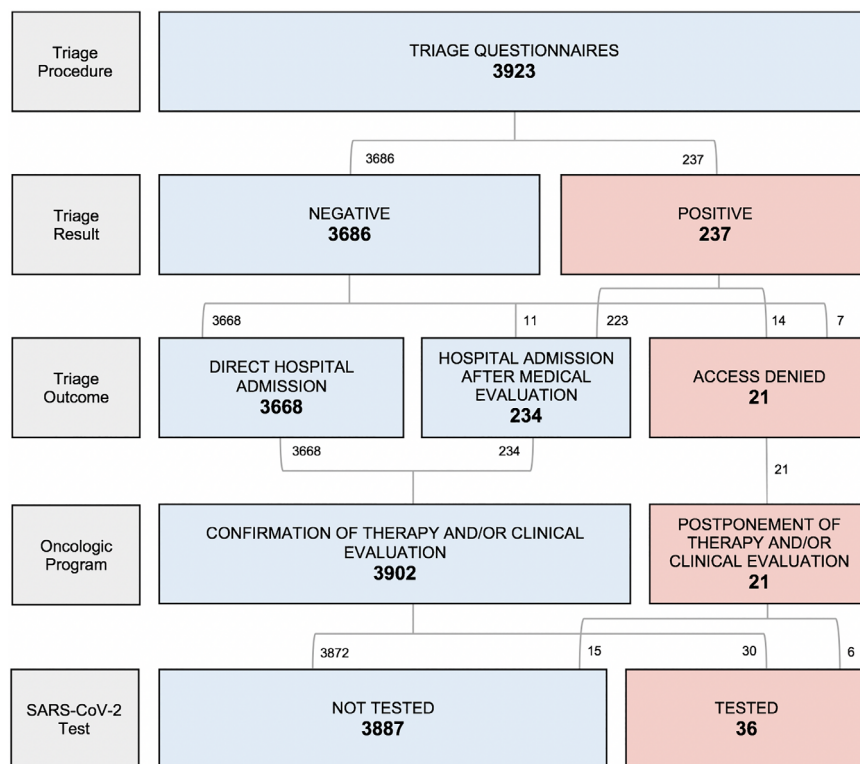 Triage
Procedure
TRIAGE QUESTIONNAIRES
3923
3686
237
Triage
Result
NEGATIVE
3686
POSITIVE
237
3668
11
223
14
7
Triage
Outcome
DIRECT HOSPITAL
ADMISSION
3668
HOSPITAL ADMISSION
AFTER MEDICAL
EVALUATION
234
ACCESS DENIED
21
3668
234
21
Oncologic
Program
CONFIRMATION OF THERAPY AND/OR CLINICAL
EVALUATION
3902
POSTPONEMENT OF
THERAPY AND/OR
CLINICAL EVALUATION
21
3872
15
30
6
SARS-CoV-2
Test
NOT TESTED
3887
TESTED
36